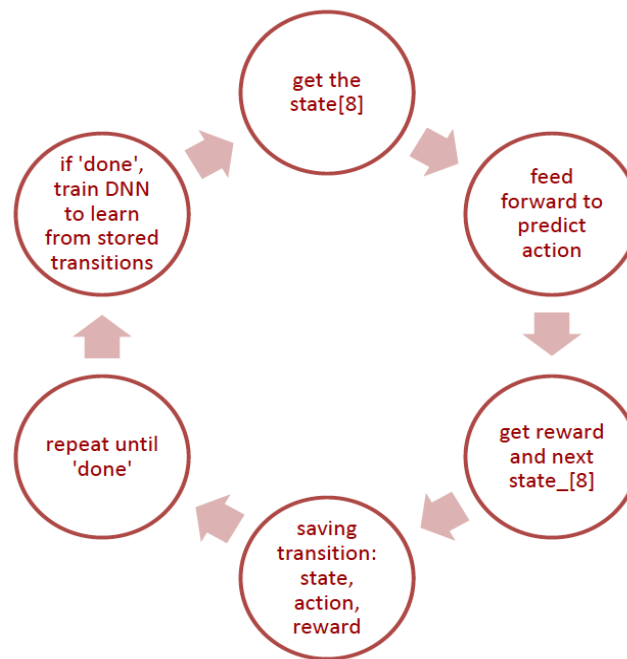 get the
state[8]
feed
forward to
predict
action
get reward
and next
state_[8]
saving
transition:
state,
action,
reward
repeat until
'done'
if 'done',
train DNN
to learn
from stored
transitions